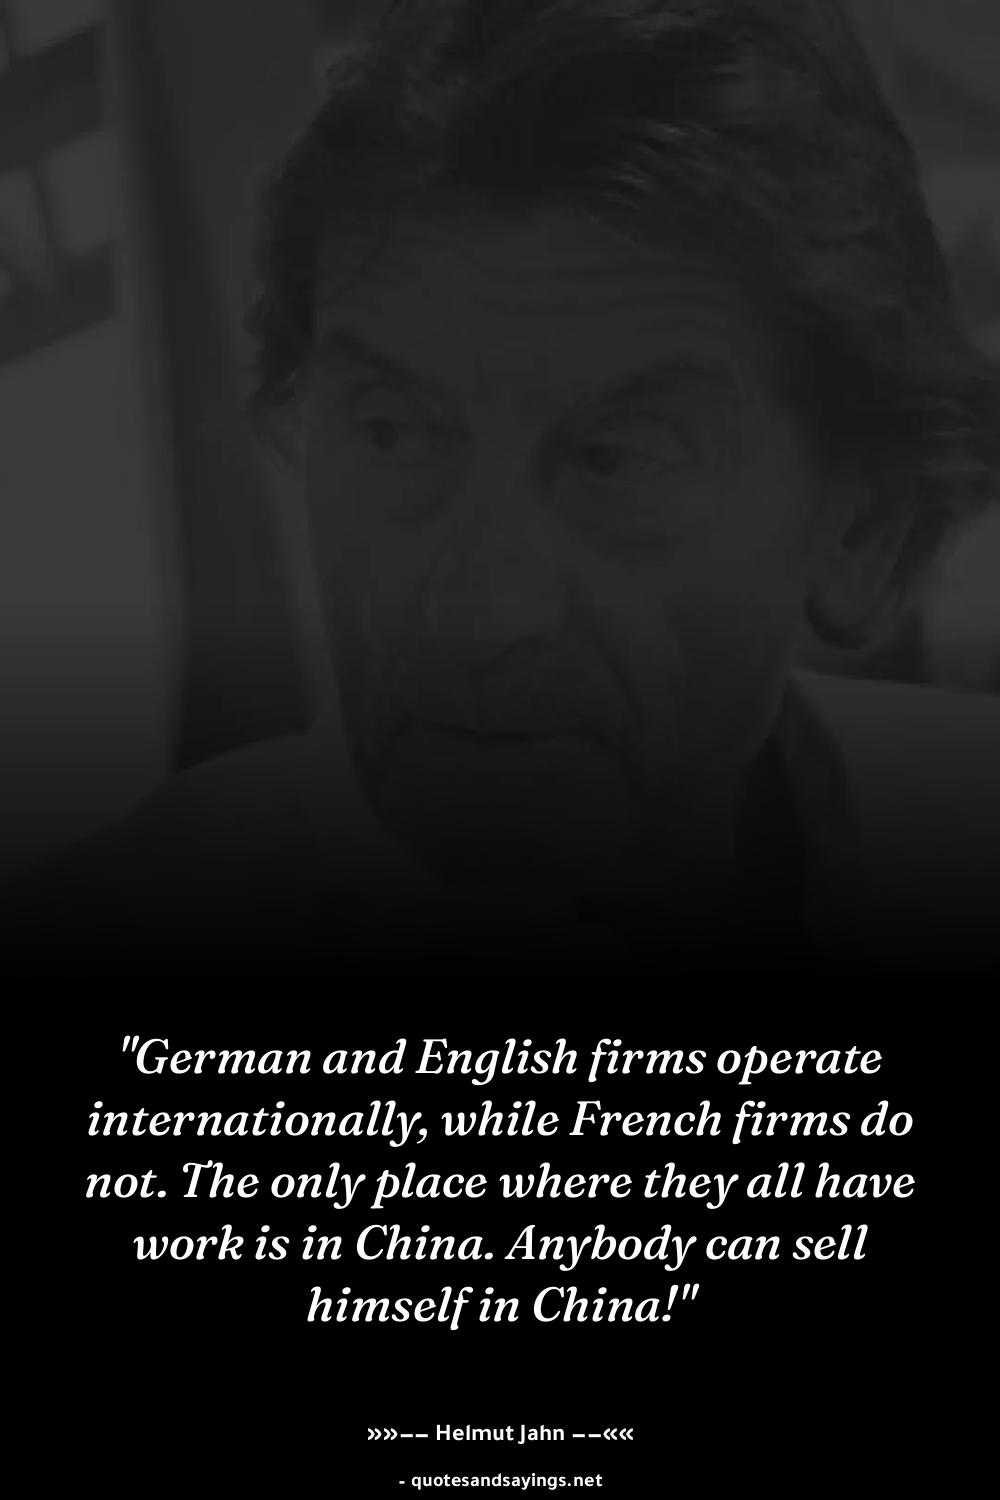 "German and English firms operate
internationally, while French firms do
not. The only place where they all have
work is in China. Anybody can sell
himself in China!"
»»−− Helmut Jahn −−««
- quotesandsayings.net